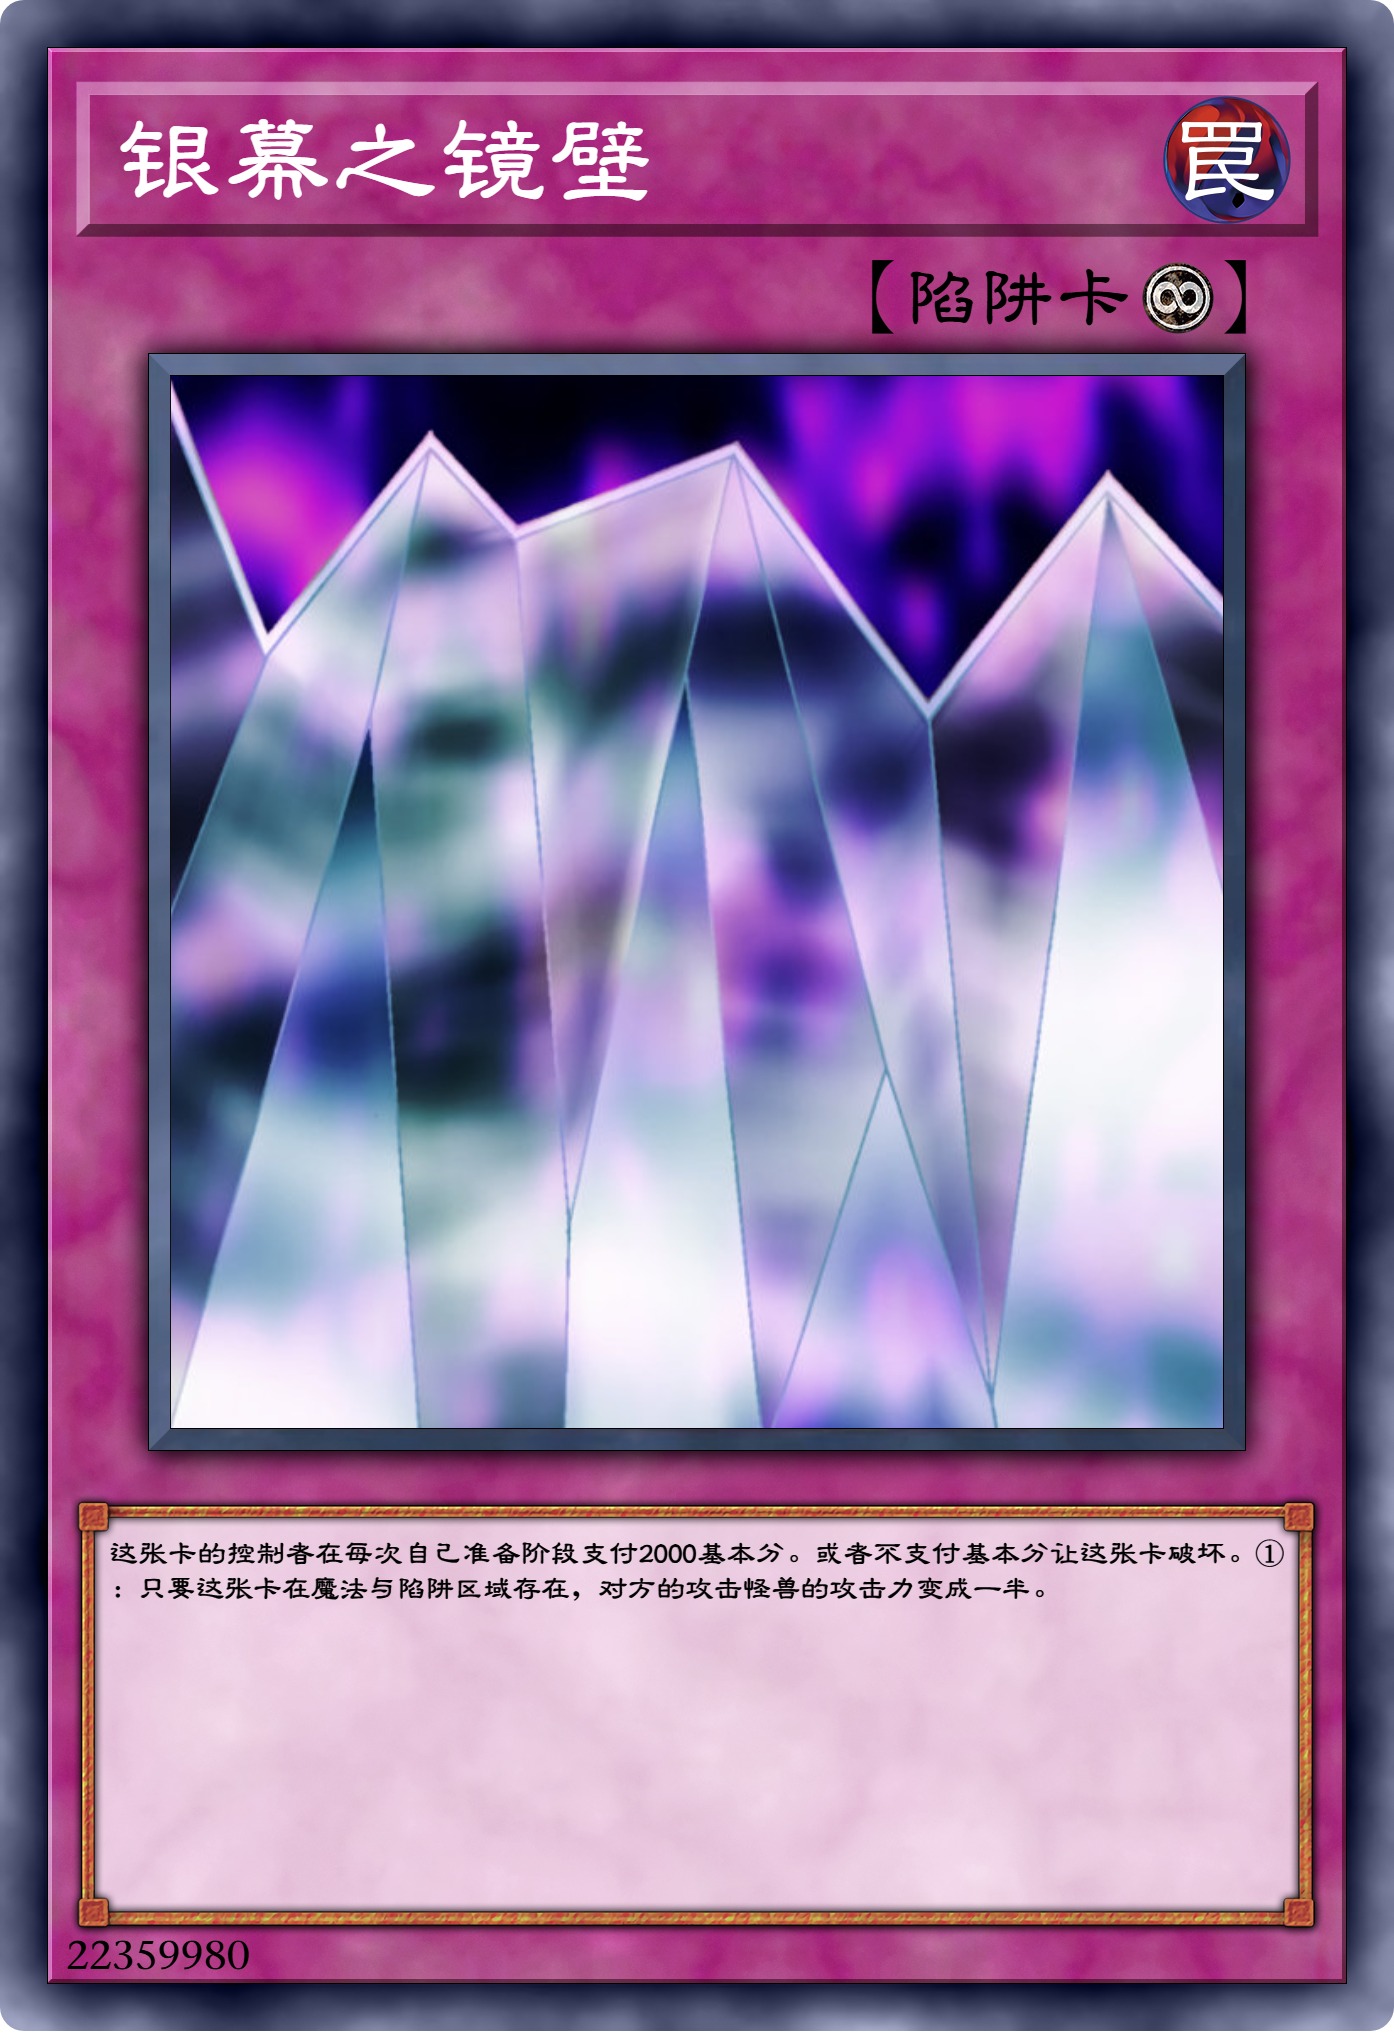 银幕之镜壁
罠
【陷阱卡】
这张卡的控制者在每次自己准备阶段支付2000基本分。或者不支付基本分让这张卡破坏。①
：只要这张卡在魔法与陷阱区域存在，对方的攻击怪兽的攻击力变成一半。
22359980